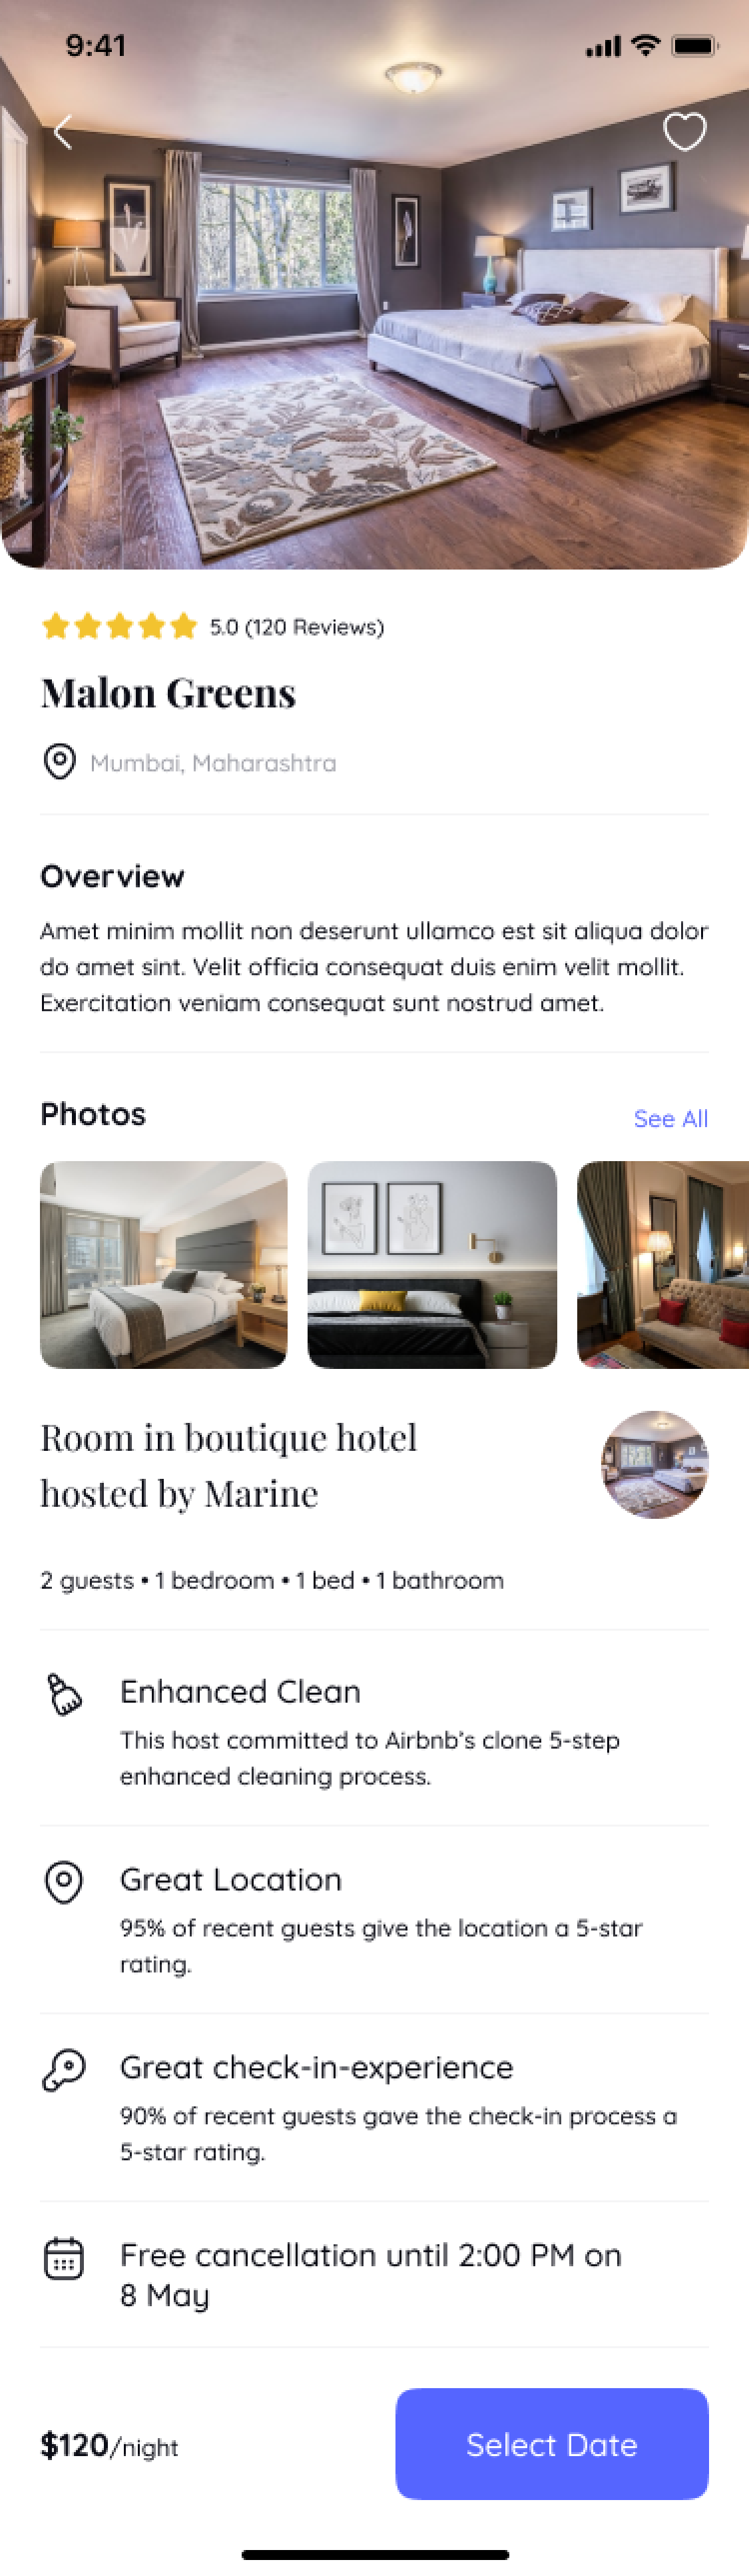 9:41
5.0 (120 Reviews)
Malon Greens
Mumbai, Maharashtra
Overview
Amet minim mollit non deserunt ullamco est sit aliqua dolor
do amet sint. Velit officia consequat duis enim velit mollit.
Exercitation veniam consequat sunt nostrud amet.
Photos
See All
Room in boutique hotel
hosted by Marine
2 guests • 1 bedroom • 1 bed • 1 bathroom
Enhanced Clean
This host committed to Airbnb’s clone 5-step
enhanced cleaning process.
Great Location
95% of recent guests give the location a 5-star
rating.
Great check-in-experience
90% of recent guests gave the check-in process a
5-star rating.
Free cancellation until 2:00 PM on
8 May
$120/night
Select Date